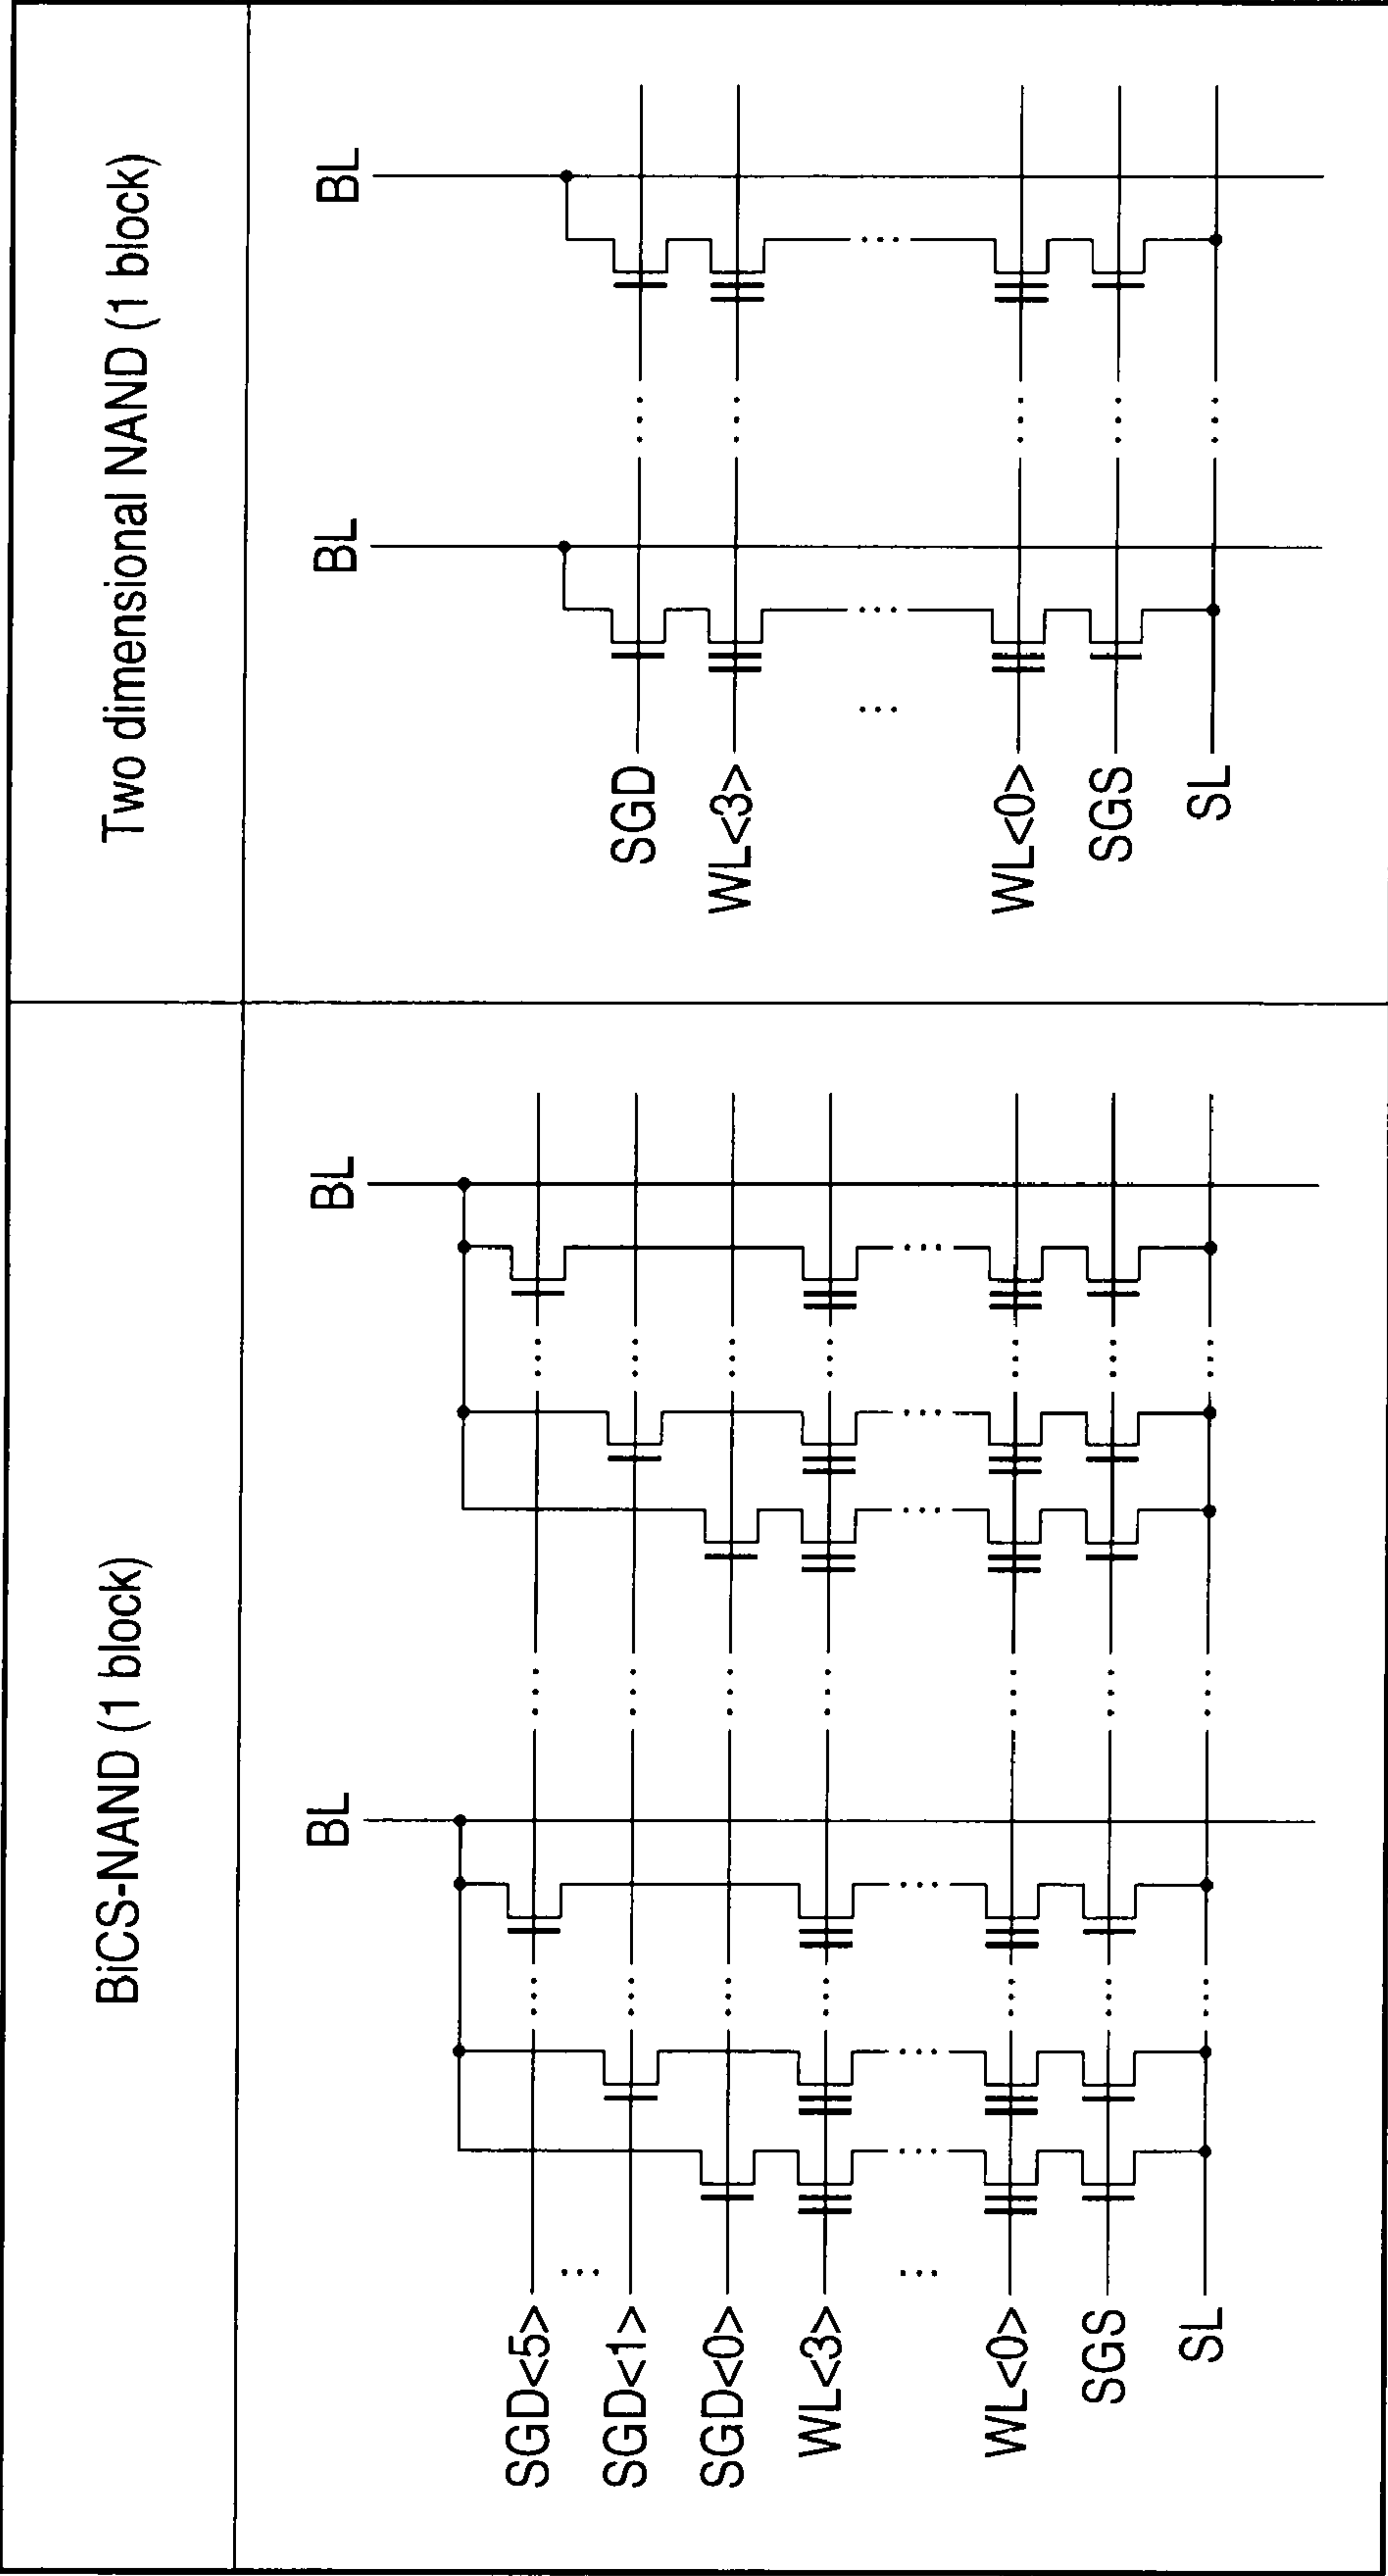 BiCS-NAND (1 block)
BL
BL
SGD<5>
SGD<1>
SGD<0>
WL<3>
WL<0>
SGS
SL
Two dimensional NAND (1 block)
BL
BL
SGD
WL<3>
WL<0>
SGS
SL